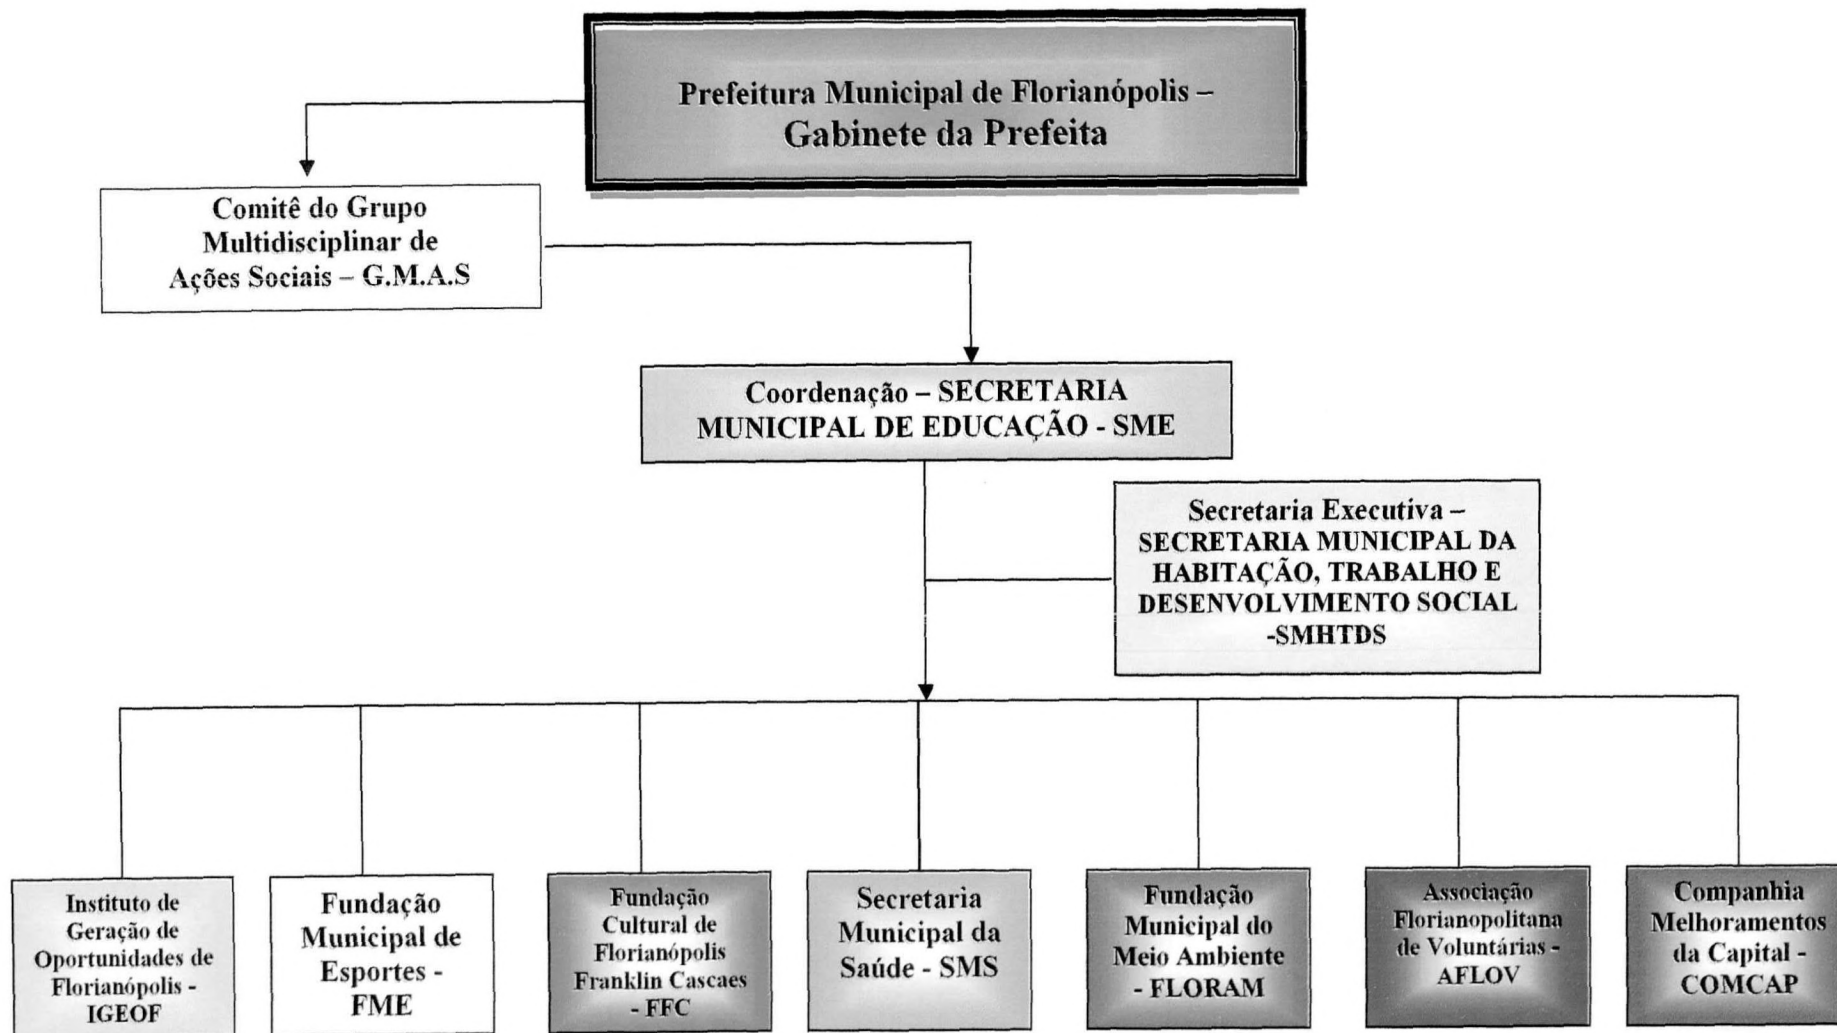 Prefeitura Municipal de Florianópolis –
Gabinete da Prefeita
Comitê do Grupo
Multidisciplinar de
Ações Sociais – G.M.A.S
Coordenação – SECRETARIA
MUNICIPAL DE EDUCAÇÃO - SME
Secretaria Executiva –
SECRETARIA MUNICIPAL DA
HABITAÇÃO, TRABALHO E
DESENVOLVIMENTO SOCIAL
-SMHTDS
Instituto de
Geração de
Oportunidades de
Florianópolis -
IGEOF
Fundação
Municipal de
Esportes -
FME
Fundação
Cultural de
Florianópolis
Franklin Cascaes
- FFC
Secretaria
Municipal da
Saúde - SMS
Fundação
Municipal do
Meio Ambiente
- FLORAM
Associação
Florianopolitana
de Voluntárias -
AFLOV
Companhia
Melhoramentos
da Capital -
COMCAP